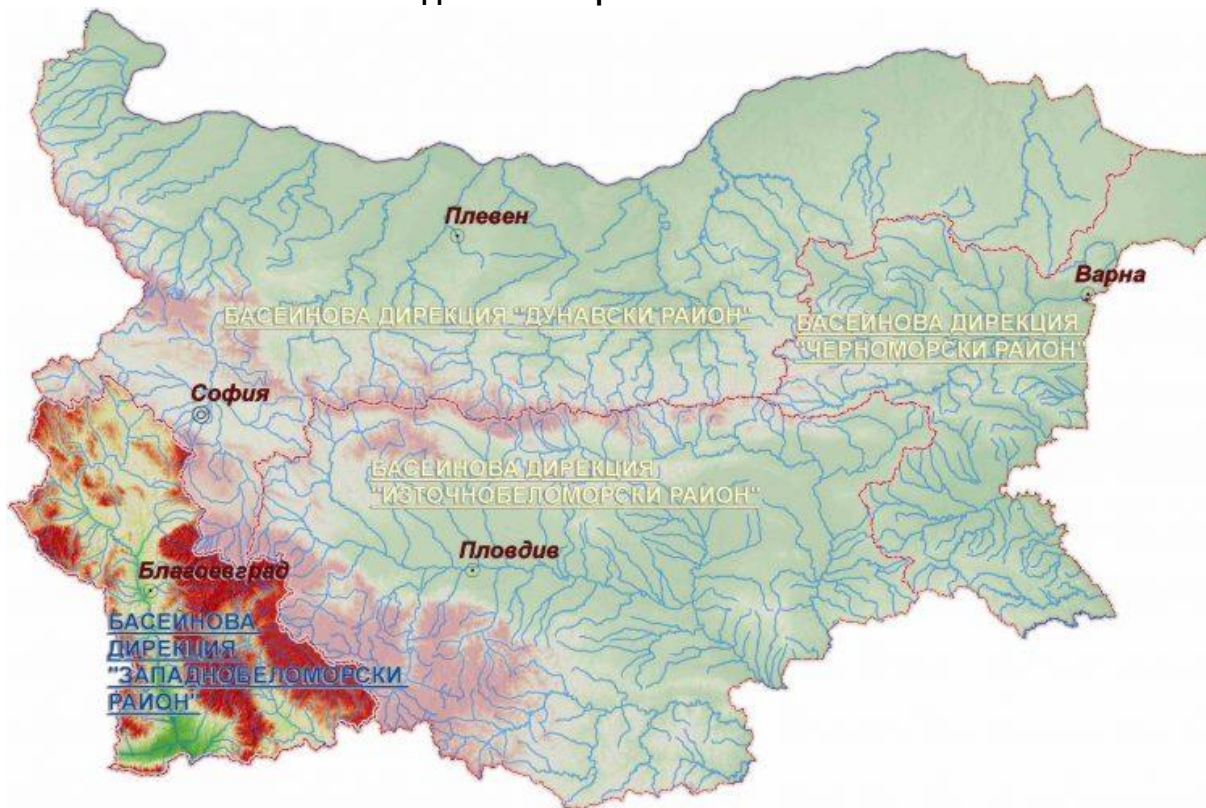 Плевен
Варна
БАСЕЙНОВА ДИРЕКЦИЯ "ДУНАВСКИ РАЙОН"
БАСЕЙНОВА ДИРЕКЦИЯ
"ЧЕРНОМОРСКИ РАЙОН"
София
БАСЕЙНОВА ДИРЕКЦИЯ
"ИЗТОЧНОБЕЛОМОРСКИ РАЙОН"
Пловдив
Благоевград
БАСЕЙНОВА
ДИРЕКЦИЯ
"ЗАПАДНОБЕЛОМОРСКИ
РАЙОН"